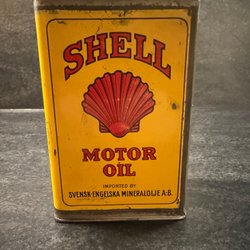 SHELL
MOTOR
OIL
IMPORTED BY
SVENSK-ENGELSKA MINERALOLJE A-B.